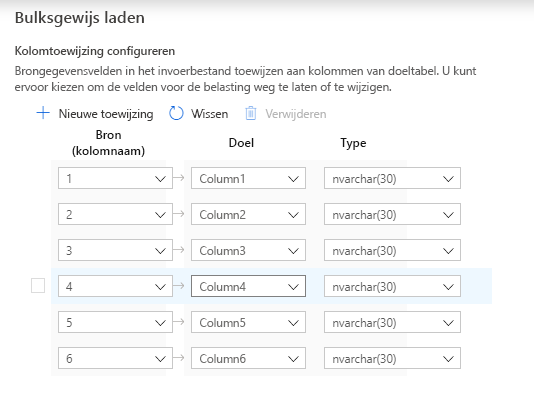 Bulksgewijs laden
Kolomtoewijzing configureren
Brongegevensvelden in het invoerbestand toewijzen aan kolommen van doeltabel. U kunt
ervoor kiezen om de velden voor de belasting weg te laten of te wijzigen.
Nieuwe toewijzing Wissen Verwijderen
Bron Doel Type
(kolomnaam)
1 Column1 nvarchar(30)
2 Column2 nvarchar(30)
3 Column3 nvarchar(30)
4 Column4 nvarchar(30)
5 Column5 nvarchar(30)
6 Column6 nvarchar(30)